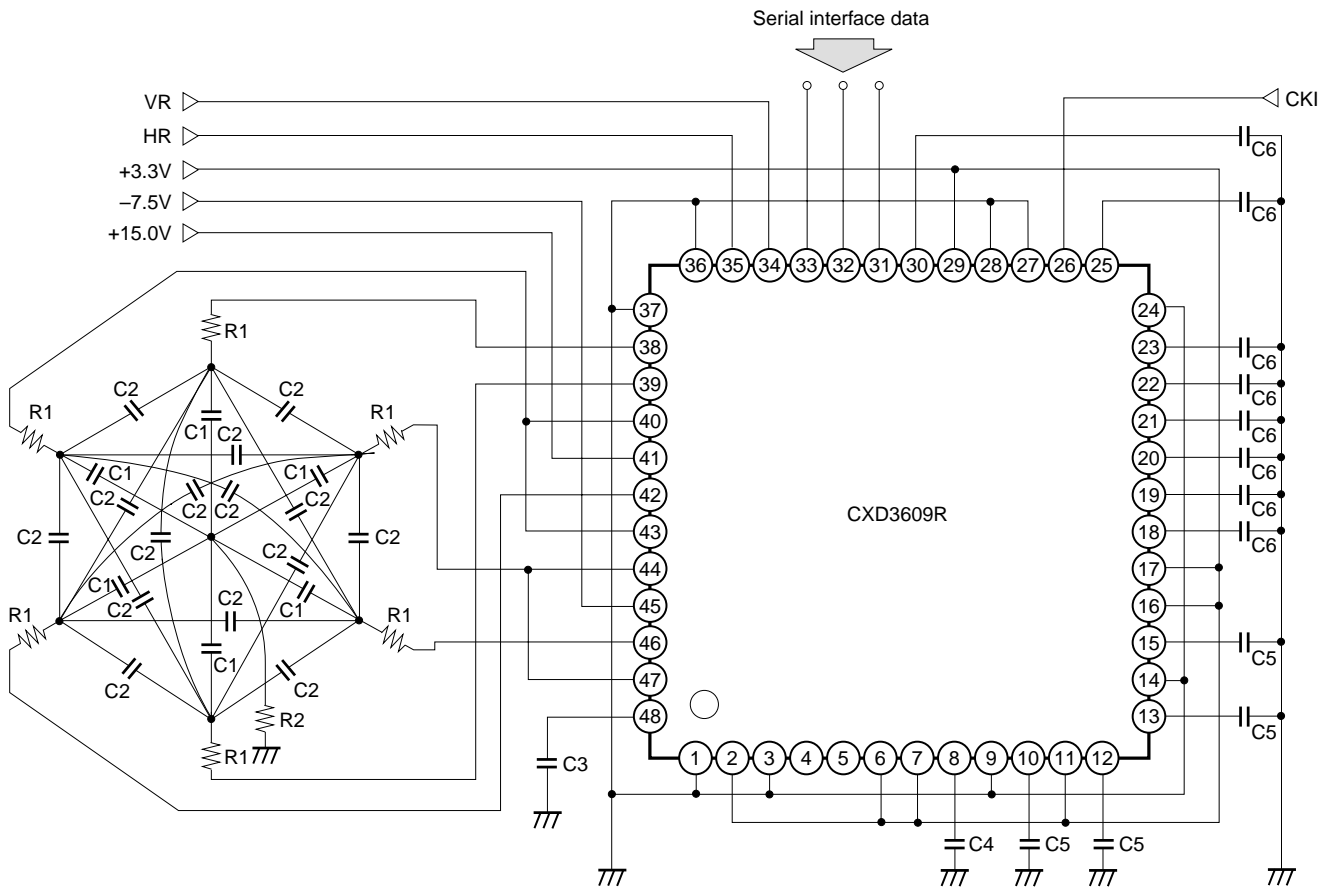 Serial interface data
VR
CKI
HR
C6
+3.3V
–7.5V
C6
+15.0V
36 35 34 33 32 31 30 29 28 27 26 25
37 24
R1
38 23
C6
C2 C2
39 22
C6
R1 R1
C1 C2
40 21
C6
C1 C1
41 20
C6
C2 C2 C2 C2
42 19
C6
CXD3609R
43 18
C6
C2 C2 C2 C2
44 17
C1 C2 C2 C1
45 16
R1 R1
46 15
C5
C1
C2 C2
47 14
R2
48 13
C5
R1
C3
1 2 3 4 5 6 7 8 9 10 11 12
C4 C5 C5